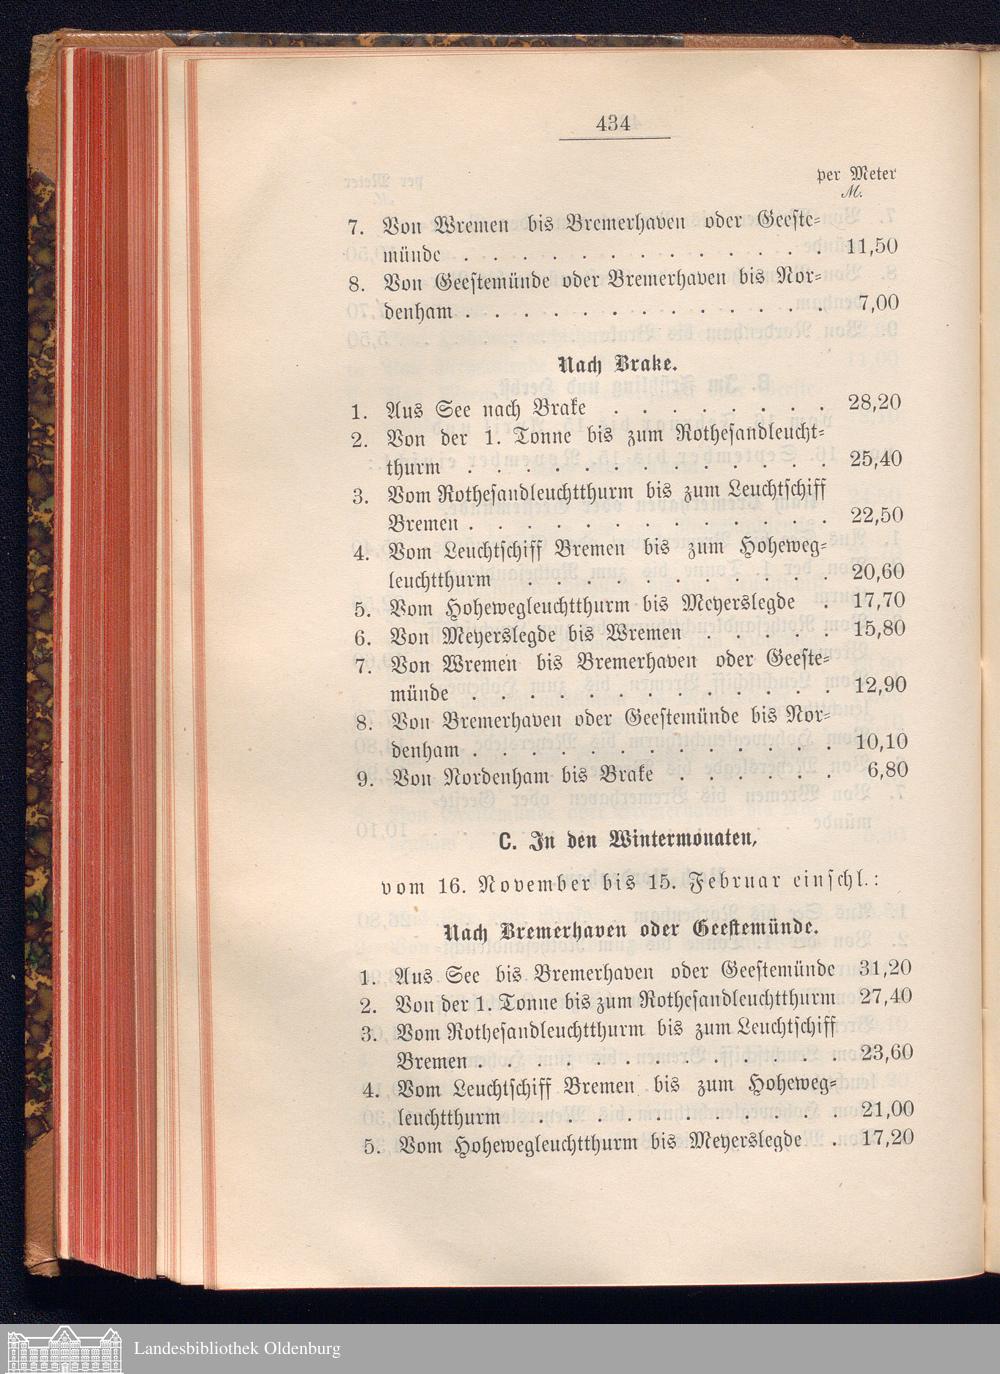 434
per Meter
M.
7. Von Wremen bis Bremerhaven oder Geeste-
münde . . . . . . . . . . . . . 11,50
8. Von Geestemünde oder Bremerhaven bis Nor-
denham . . . . . . . . . . . . . 7,00
Nach Brake.
1. Aus See nach Brake . . . . . . . . 28,20
2. Von der 1. Tonne bis zum Rothesandleucht-
thurm . . . . . . . . . . . . . 25,40
3. Vom Rothesandleuchtthurm bis zum Leuchtschiff
Bremen . . . . . . . . . . . . . 22,50
4. Vom Leuchtschiff Bremen bis zum Hoheweg-
leuchtthurm . . . . . . . . . . . 20,60
5. Vom Hohewegleuchtthurm bis Meyerslegde . 17,70
6. Von Meyerslegde bis Wremen . . . . . 15,80
7. Von Wremen bis Bremerhaven oder Geeste-
münde . . . . . . . . . . . . . 12,90
8. Von Bremerhaven oder Geestemünde bis Nor-
denham . . . . . . . . . . . . . 10,10
9. Von Nordenham bis Brake . . . . . . 6,80
C. In den Wintermonaten,
vom 16. November bis 15. Februar einschl.:
Nach Bremerhaven oder Geestemünde.
1. Aus See bis Bremerhaven oder Geestemünde 31,20
2. Von der 1. Tonne bis zum Rothesandleuchtthurm 27,40
3. Vom Rothesandleuchtthurm bis zum Leuchtschiff
Bremen . . . . . . . . . . . . . 23,60
4. Vom Leuchtschiff Bremen bis zum Hoheweg-
leuchtthurm . . . . . . . . . . . 21,00
5. Vom Hohewegleuchtthurm bis Meyerslegde . 17,20
Landesbibliothek Oldenburg